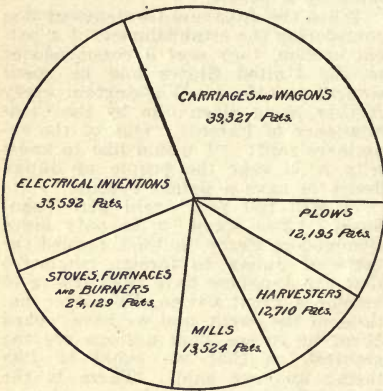 CARRIAGES AND WAGONS
39,327 Pats.
ELECTRICAL INVENTIONS
35,592 Pats.
PLOWS
12,195 Pats.
STOVES, FURNACES
AND BURNERS
24,129 Pats.
HARVESTERS
12,710 Pats.
MILLS
13,524 Pats.